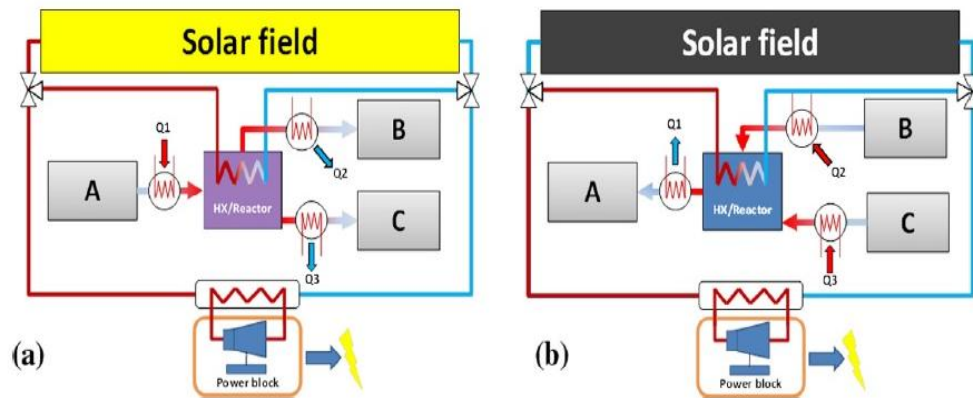 Solar field
Q1
B
A
Q2
HX/Reactor
C
Q3
(a)
Power block
Solar field
Q1
B
A
Q2
HX/Reactor
C
Q3
(b)
Power block